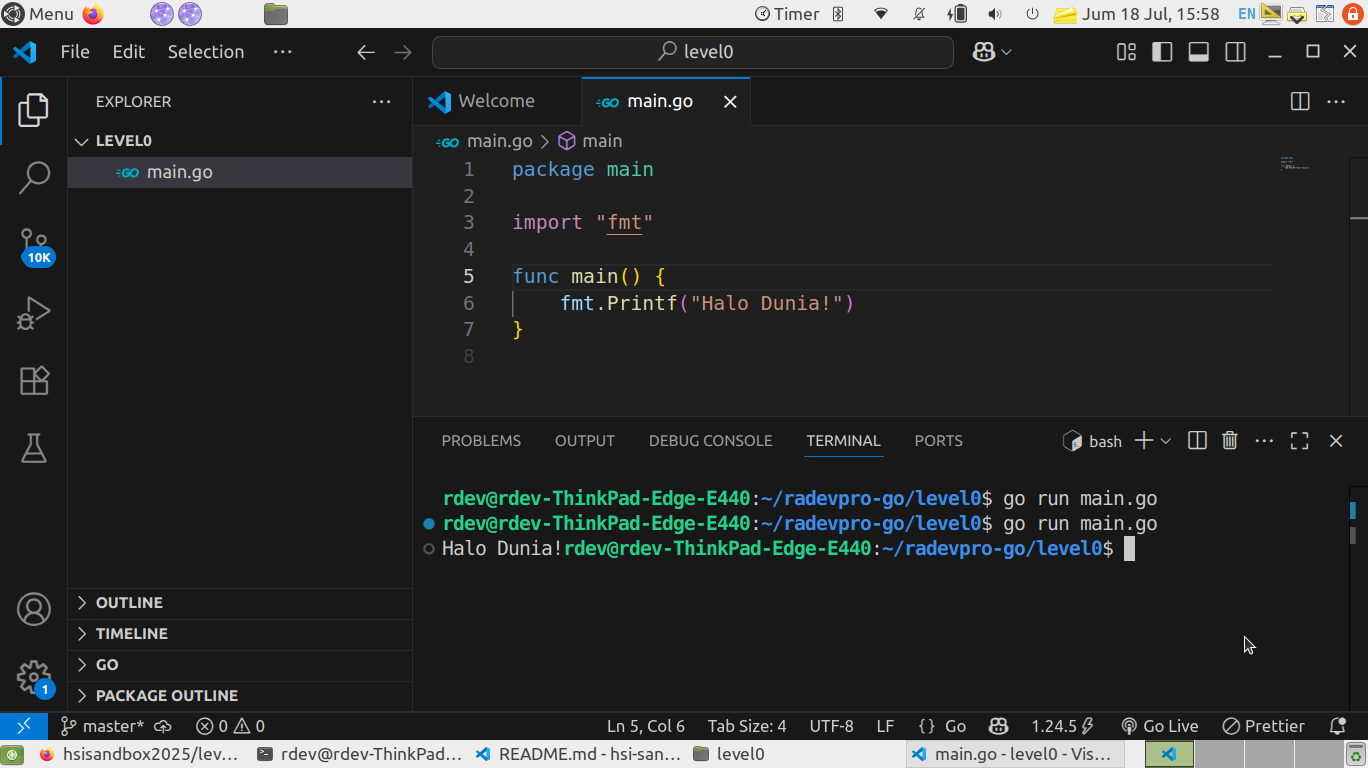 Menu Timer Jum 18 Jul, 15:58 EN
File Edit Selection ··· level0
EXPLORER ···
LEVEL0
GO main.go
10K
OUTLINE
TIMELINE
GO
PACKAGE OUTLINE
1
Welcome GO main.go
GO main.go > main
1 package main
2
3 import "fmt"
4
5 func main() {
6 fmt.Printf("Halo Dunia!")
7 }
8
PROBLEMS OUTPUT DEBUG CONSOLE TERMINAL PORTS bash
rdev@rdev-ThinkPad-Edge-E440:~/radevpro-go/level0$ go run main.go
rdev@rdev-ThinkPad-Edge-E440:~/radevpro-go/level0$ go run main.go
Halo Dunia!rdev@rdev-ThinkPad-Edge-E440:~/radevpro-go/level0$
master* 0 0 Ln 5, Col 6 Tab Size: 4 UTF-8 LF {} Go 1.24.5 Go Live Prettier
hsisandbox2025/lev... rdev@rdev-ThinkPad... README.md - hsi-san... level0 main.go - level0 - Vis...